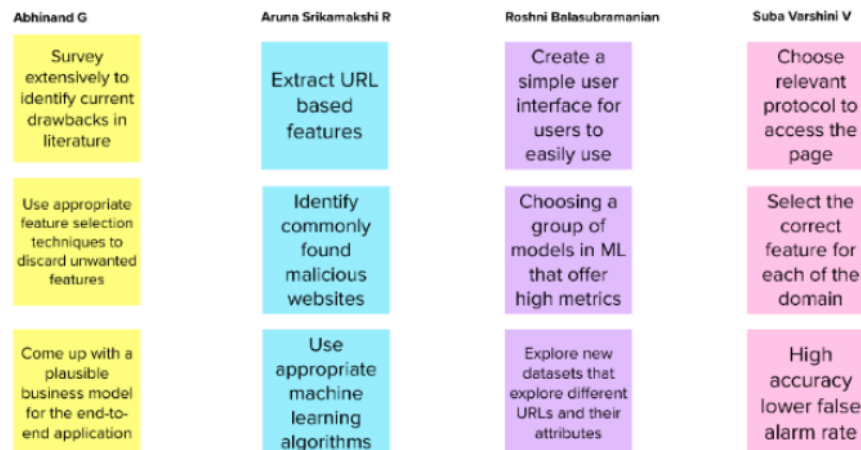 Abhinand G
Aruna Srikamakshi R
Roshni Balasubramanian
Suba Varshini V
Survey
extensively to
identify current
drawbacks in
literature
Extract URL
based
features
Create a
simple user
interface for
users to
easily use
Choose
relevant
protocol to
access the
page
Use appropriate
feature selection
techniques to
discard unwanted
features
Identify
commonly
found
malicious
websites
Choosing a
group of
models in ML
that offer
high metrics
Select the
correct
feature for
each of the
domain
Come up with a
plausible
business model
for the end-to-
end application
Use
appropriate
machine
learning
algorithms
Explore new
datasets that
explore different
URLs and their
attributes
High
accuracy
lower false
alarm rate